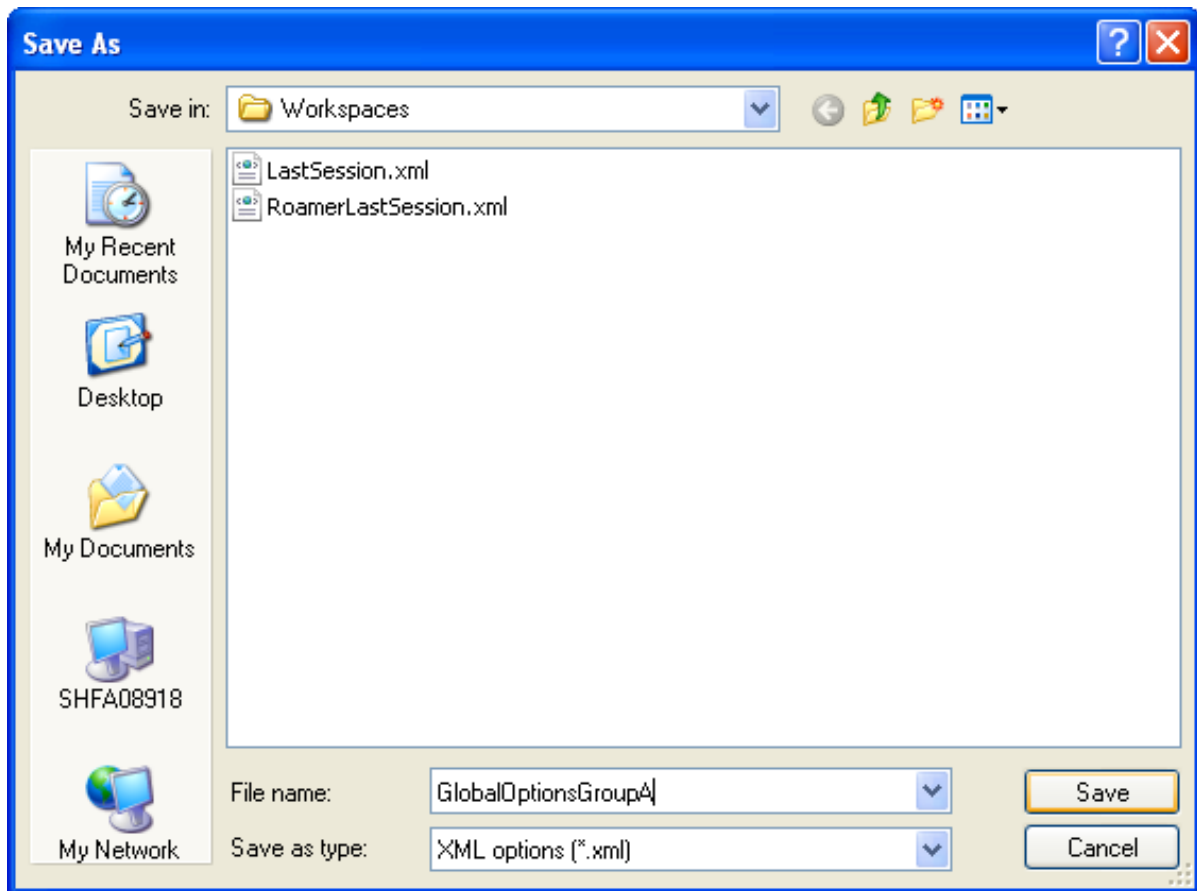 Save As
Save in:
Workspaces
LastSession.xml
RoamerLastSession.xml
My Recent
Documents
Desktop
My Documents
SHFA08918
My Network
File name:
GlobalOptionsGroupA
Save
Save as type:
XML options (*.xml)
Cancel